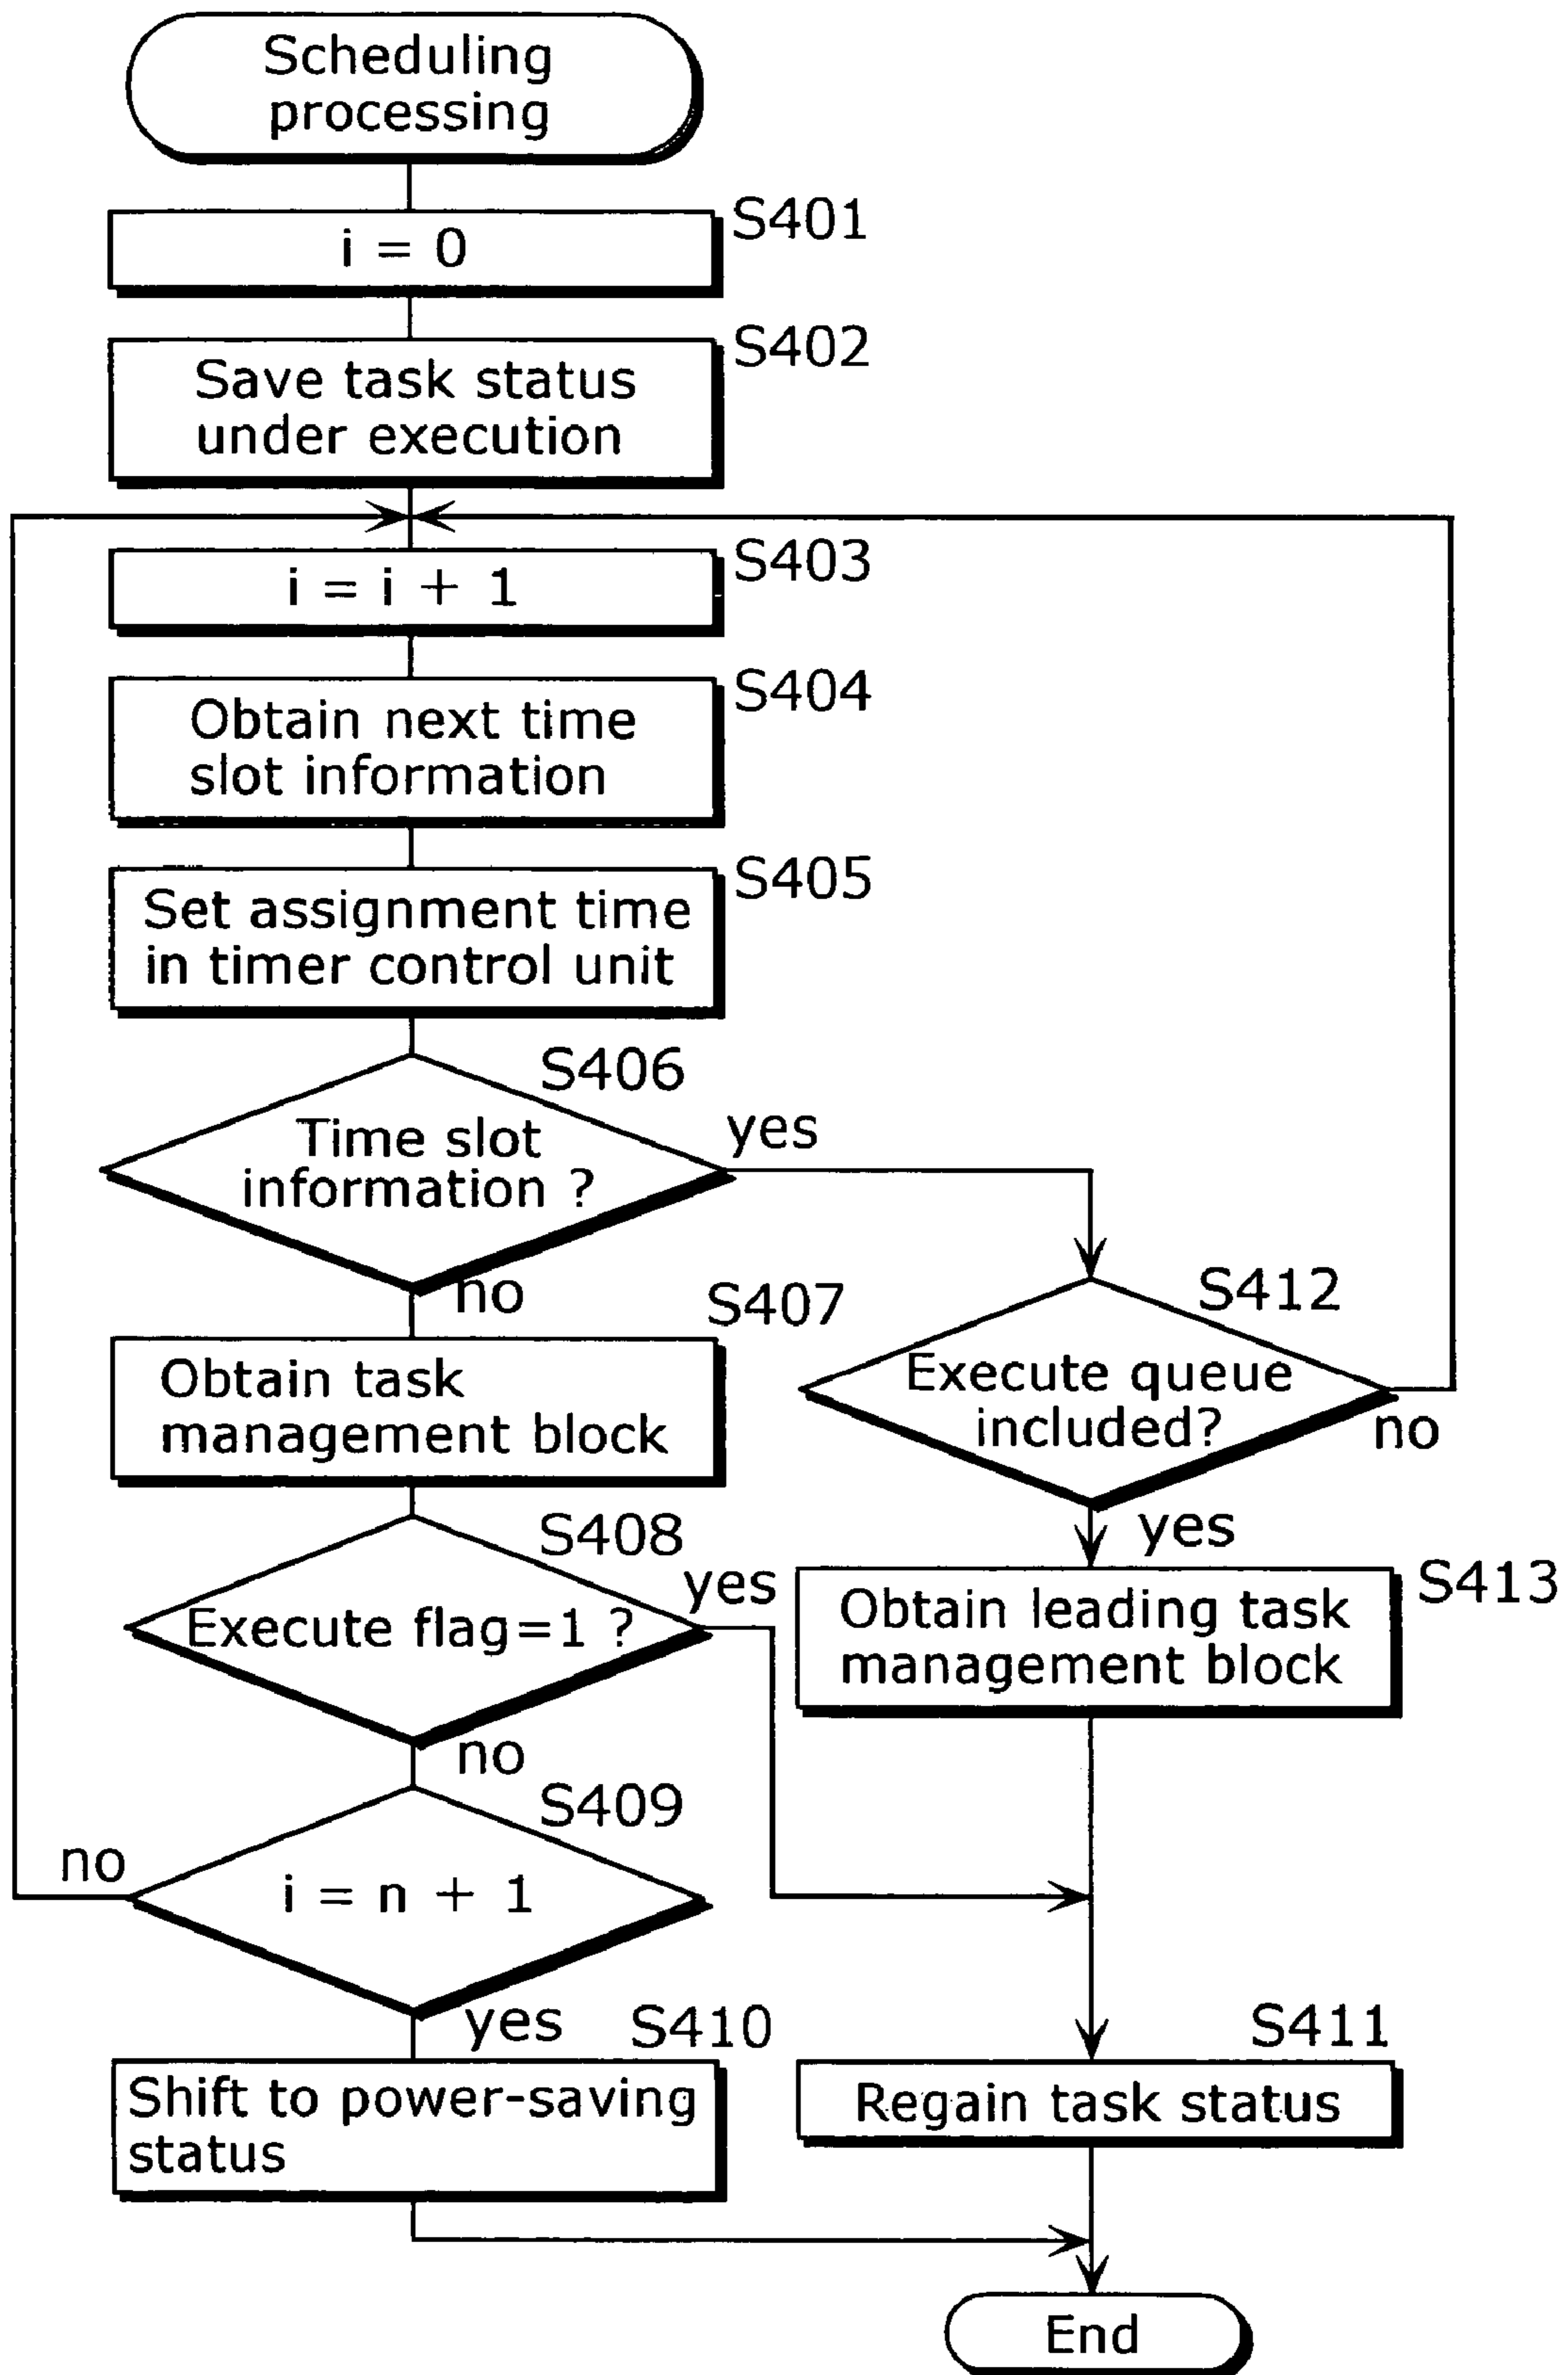 Scheduling
processing
S401
i = 0
S402
Save task status
under execution
S403
i = i + 1
S404
Obtain next time
slot information
S405
Set assignment time
in timer control unit
S406
Time slot
information ?
yes
no
S407
Obtain task
management block
S412
Execute queue
included?
no
yes
S408
Execute flag=1 ?
yes
no
S413
Obtain leading task
management block
S409
i = n + 1
no
yes
S410
Shift to power-saving
status
S411
Regain task status
End